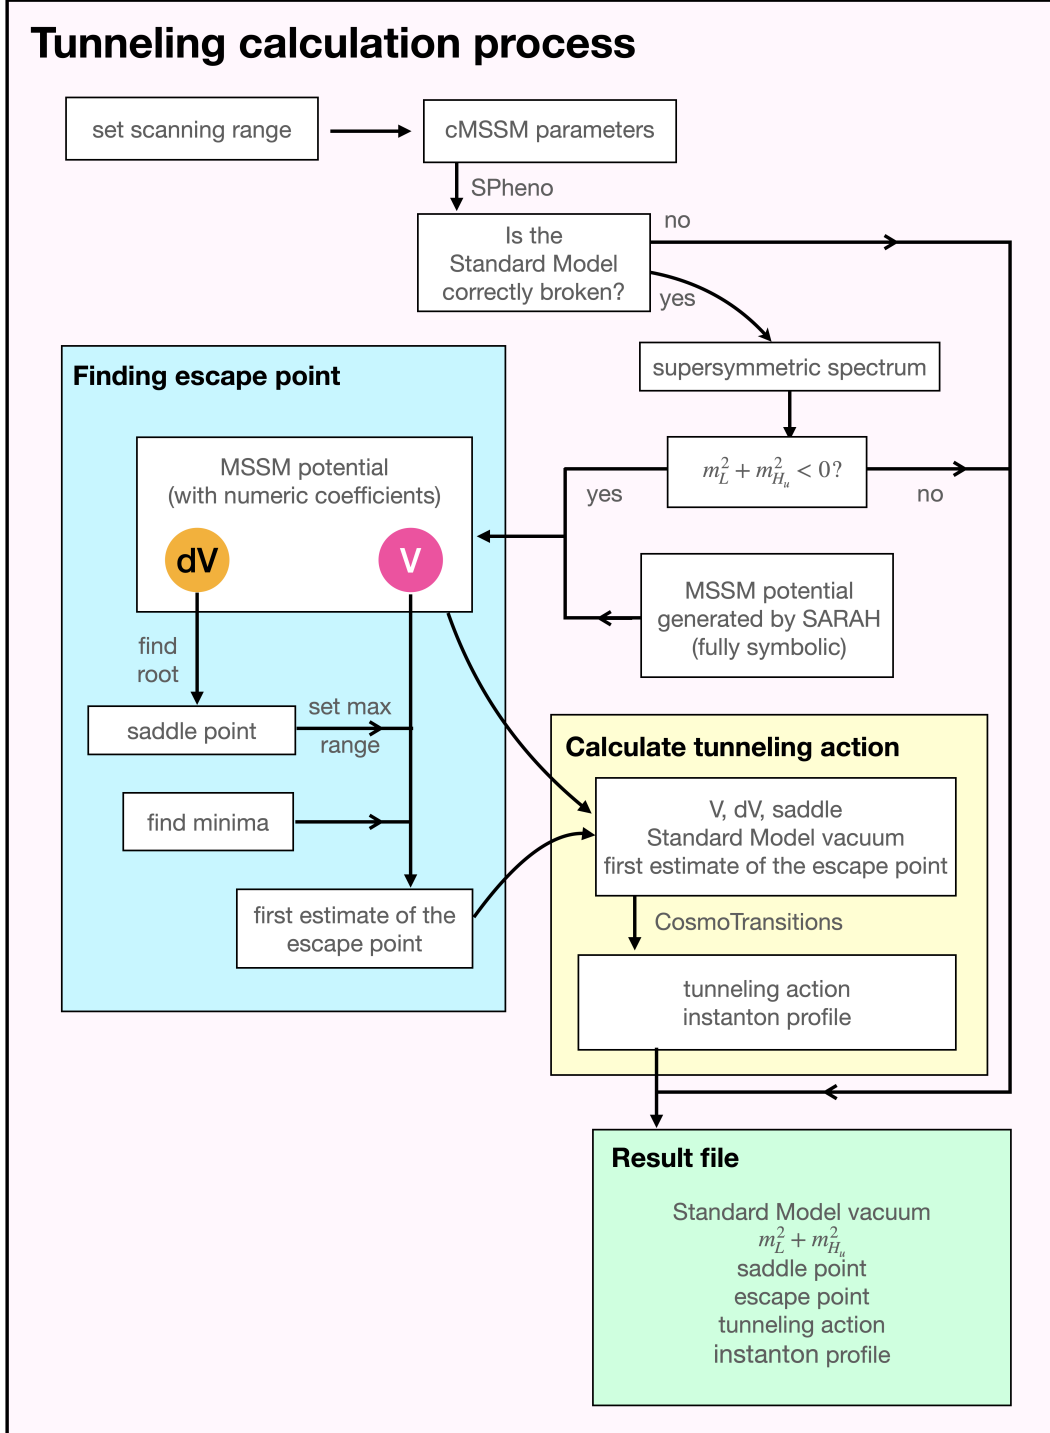 Tunneling calculation process
set scanning range
cMSSM parameters
SPheno
Is the
Standard Model
correctly broken?
no
yes
supersymmetric spectrum
m_L^2 + m_{H_u}^2 < 0?
yes
no
Finding escape point
MSSM potential
(with numeric coefficients)
dV
V
MSSM potential
generated by SARAH
(fully symbolic)
find
root
saddle point
set max
range
find minima
first estimate of the
escape point
Calculate tunneling action
V, dV, saddle
Standard Model vacuum
first estimate of the escape point
CosmoTransitions
tunneling action
instanton profile
Result file
Standard Model vacuum
m_L^2 + m_{H_u}^2
saddle point
escape point
tunneling action
instanton profile